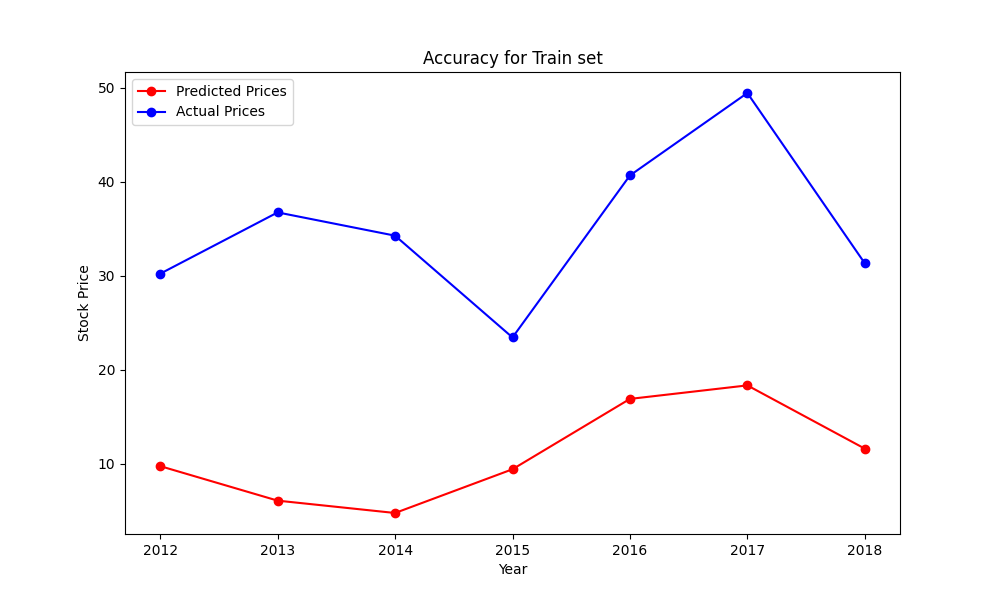 Accuracy for Train set
Predicted Prices
Actual Prices
50
40
30
20
10
Stock Price
2012 2013 2014 2015 2016 2017 2018
Year